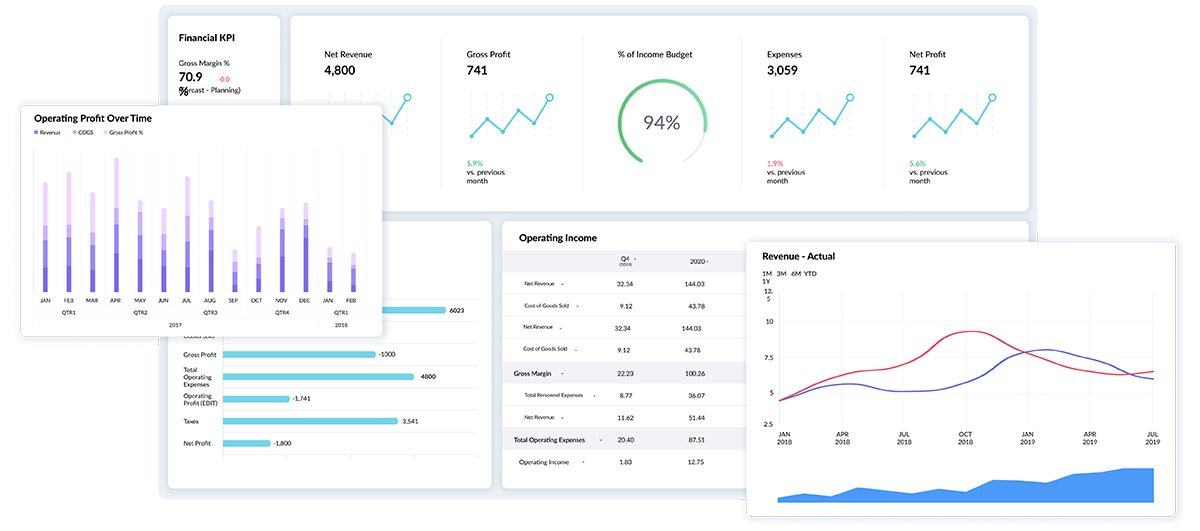 Financial KPI
Gross Margin %
70.9
-0.0
%
rcast - Planning)
Net Revenue
4,800
Gross Profit
741
5.9%
vs. previous
month
% of Income Budget
94%
Expenses
3,059
1.9%
vs. previous
month
Net Profit
741
5.6%
vs. previous
month
Operating Profit Over Time
Revenue COGS Gross Profit %
JAN FEB MAR APR MAY JUN JUL AUG SEP OCT NOV DEC JAN FEB
QTR1 QTR2 QTR3 QTR4 QTR1
2017 2018
6023
Gross Profit -1000
Total
Operating
Expenses
4800
Operating
Profit (EBIT)
-1,741
Taxes 3,541
Net Profit -1,800
Operating Income
Q4 - 2020 -
(2019)
Net Revenue - 32.34 144.03
Cost of Goods Sold - 9.12 43.78
Net Revenue - 32.34 144.03
Cost of Goods Sold - 9.12 43.78
Gross Margin - 22.23 100.26
Total Personnel Expenses - 8.77 36.07
Net Revenue - 11.62 51.44
Total Operating Expenses - 20.40 87.51
Operating Income - 1.83 12.75
Revenue - Actual
1M 3M 6M YTD
1Y
12.
5
10
7.5
5
2.5
JAN APR JUL OCT JAN APR JUL
2018 2018 2018 2018 2019 2019 2019